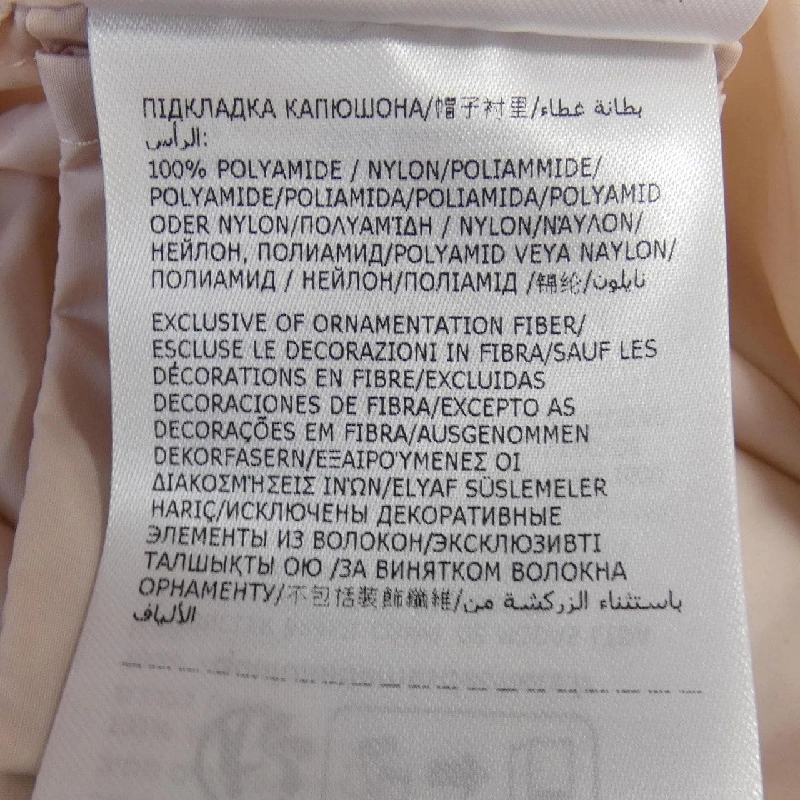 ПІДКЛАДКА КАПЮШОНА/帽子衬里/بطانة غطاء
الرأس:
100% POLYAMIDE / NYLON/POLIAMMIDE/
POLYAMIDE/POLIAMIDA/POLIAMIDA/POLYAMID
ODER NYLON/ΠΟΛΥΑΜΊΔΗ / NYLON/ΝΆΥΛΟΝ/
НЕЙЛОН, ПОЛИАМИД/POLYAMID VEYA NAYLON/
ПОЛИАМИД / НЕЙЛОН/ПОЛІАМІД /锦纶/نايلون
EXCLUSIVE OF ORNAMENTATION FIBER/
ESCLUSE LE DECORAZIONI IN FIBRA/SAUF LES
DÉCORATIONS EN FIBRE/EXCLUIDAS
DECORACIONES DE FIBRA/EXCEPTO AS
DECORAÇÕES EM FIBRA/AUSGENOMMEN
DEKORFASERN/ΕΞΑΙΡΟΎΜΕΝΕΣ ΟΙ
ΔΙΑΚΟΣΜΉΣΕΙΣ ΙΝΏΝ/ELYAF SÜSLEMELER
HARIÇ/ИСКЛЮЧЕНЫ ДЕКОРАТИВНЫЕ
ЭЛЕМЕНТЫ ИЗ ВОЛОКОН/ЭКСКЛЮЗИВТІ
ТАЛШЫҚТЫ ОЮ /ЗА ВИНЯТКОМ ВОЛОКНА
ОРНАМЕНТУ/不包括裝飾纖維/باستثناء الزركشة من
الألياف